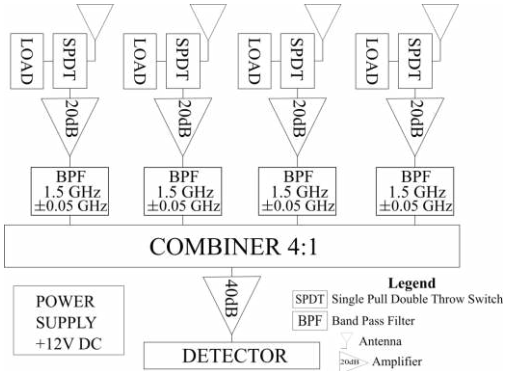 LOAD
SPDT
LOAD
SPDT
LOAD
SPDT
LOAD
SPDT
20dB
20dB
20dB
20dB
BPF
1.5 GHz
±0.05 GHz
BPF
1.5 GHz
±0.05 GHz
BPF
1.5 GHz
±0.05 GHz
BPF
1.5 GHz
±0.05 GHz
COMBINER 4:1
40dB
POWER
SUPPLY
+12V DC
DETECTOR
Legend
SPDT Single Pull Double Throw Switch
BPF Band Pass Filter
Antenna
20dB Amplifier